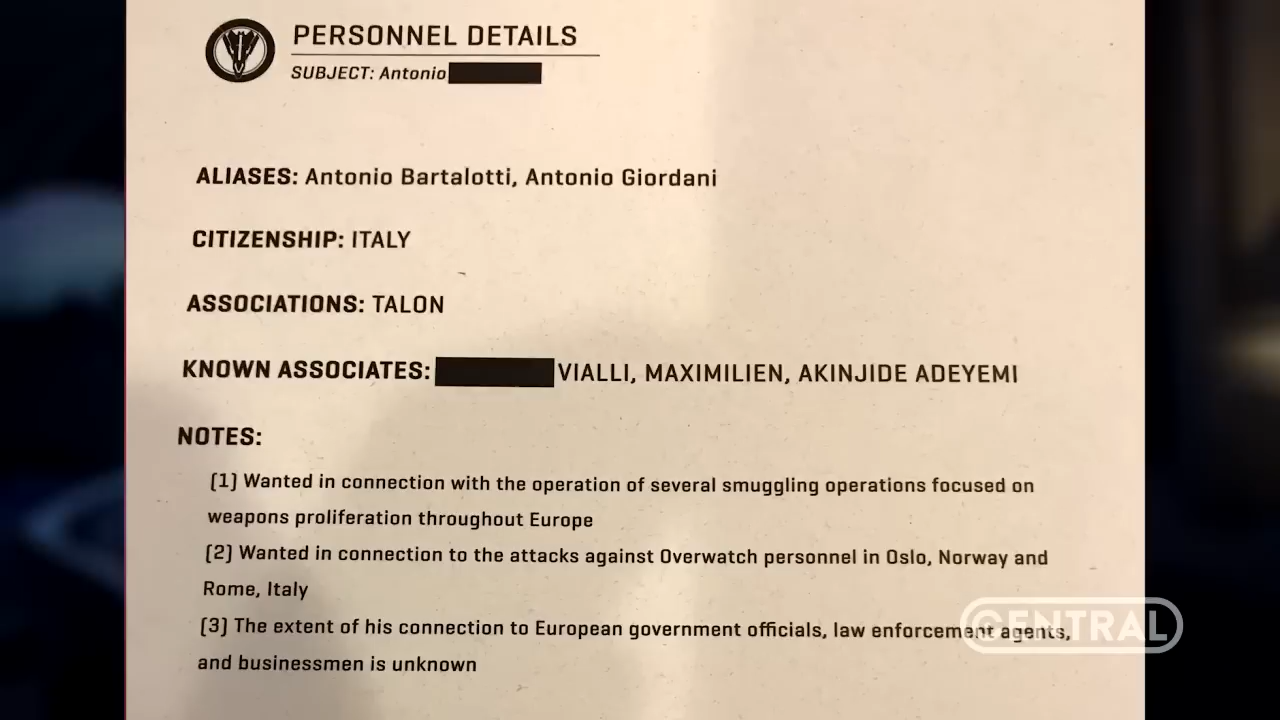 PERSONNEL DETAILS
SUBJECT: Antonio
ALIASES: Antonio Bartalotti, Antonio Giordani
CITIZENSHIP: ITALY
ASSOCIATIONS: TALON
KNOWN ASSOCIATES: VIALLI, MAXIMILIEN, AKINJIDE ADEYEMI
NOTES:
(1) Wanted in connection with the operation of several smuggling operations focused on
weapons proliferation throughout Europe
(2) Wanted in connection to the attacks against Overwatch personnel in Oslo, Norway and
Rome, Italy
(3) The extent of his connection to European government officials, law enforcement agents,
and businessmen is unknown
CENTRAL